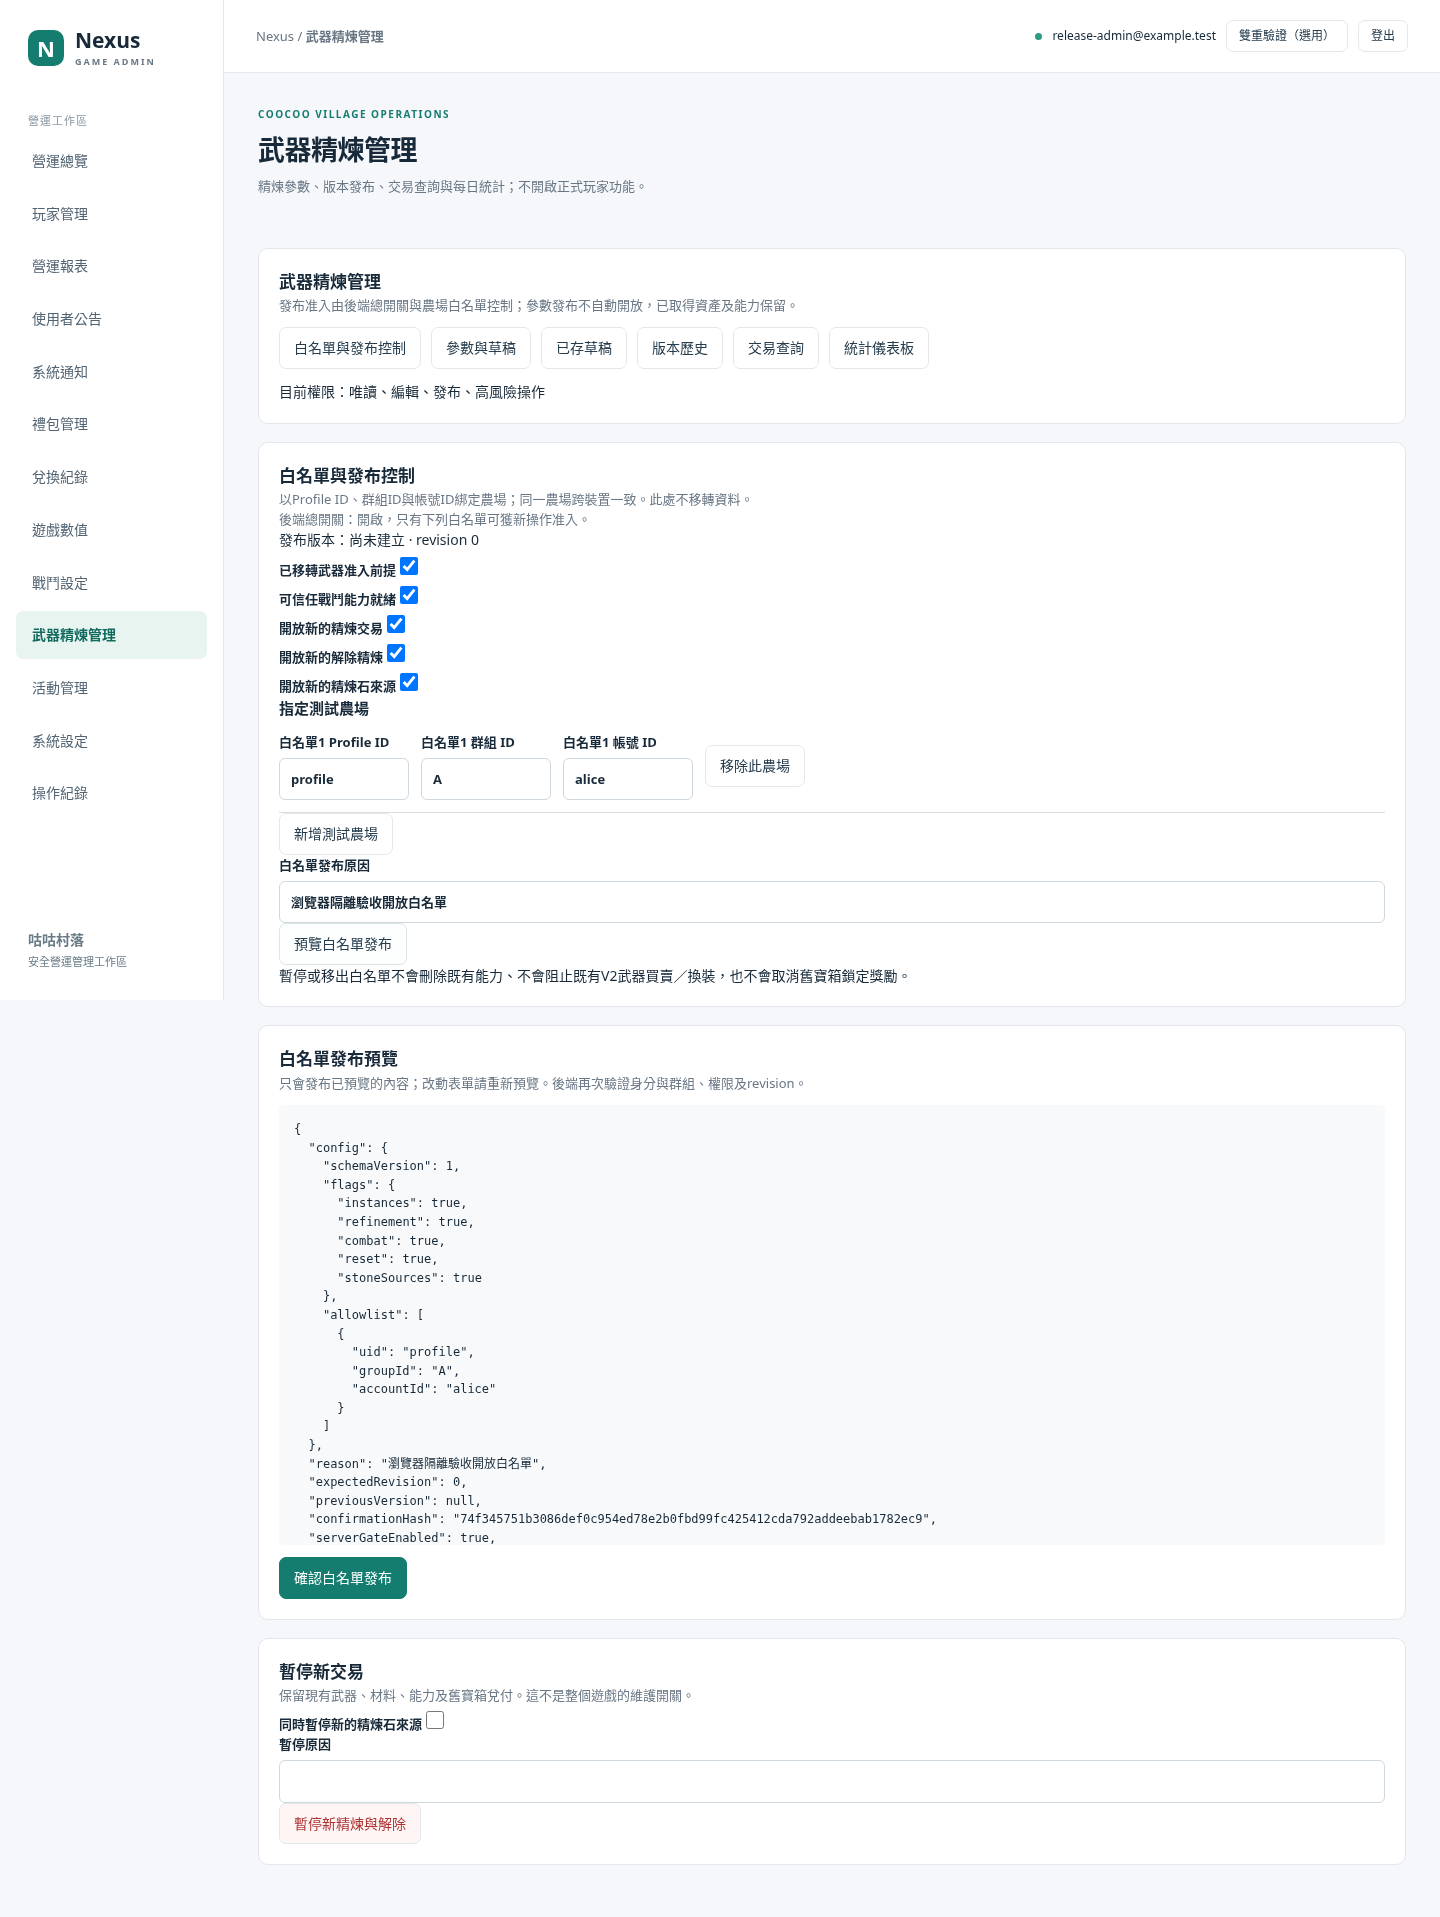 N
Nexus
GAME ADMIN
營運工作區
營運總覽
玩家管理
營運報表
使用者公告
系統通知
禮包管理
兌換紀錄
遊戲數值
戰鬥設定
武器精煉管理
活動管理
系統設定
操作紀錄
咕咕村落
安全營運管理工作區
Nexus / 武器精煉管理
release-admin@example.test
雙重驗證（選用）
登出
COOCOO VILLAGE OPERATIONS
武器精煉管理
精煉參數、版本發布、交易查詢與每日統計；不開啟正式玩家功能。
武器精煉管理
發布准入由後端總開關與農場白名單控制；參數發布不自動開放，已取得資產及能力保留。
白名單與發布控制
參數與草稿
已存草稿
版本歷史
交易查詢
統計儀表板
目前權限：唯讀、編輯、發布、高風險操作
白名單與發布控制
以Profile ID、群組ID與帳號ID綁定農場；同一農場跨裝置一致。此處不移轉資料。
後端總開關：開啟，只有下列白名單可獲新操作准入。
發布版本：尚未建立 · revision 0
已移轉武器准入前提
可信任戰鬥能力就緒
開放新的精煉交易
開放新的解除精煉
開放新的精煉石來源
指定測試農場
白名單1 Profile ID
白名單1 群組 ID
白名單1 帳號 ID
profile
A
alice
移除此農場
新增測試農場
白名單發布原因
瀏覽器隔離驗收開放白名單
預覽白名單發布
暫停或移出白名單不會刪除既有能力、不會阻止既有V2武器買賣／換裝，也不會取消舊寶箱鎖定獎勵。
白名單發布預覽
只會發布已預覽的內容；改動表單請重新預覽。後端再次驗證身分與群組、權限及revision。
{
  "config": {
    "schemaVersion": 1,
    "flags": {
      "instances": true,
      "refinement": true,
      "combat": true,
      "reset": true,
      "stoneSources": true
    },
    "allowlist": [
      {
        "uid": "profile",
        "groupId": "A",
        "accountId": "alice"
      }
    ]
  },
  "reason": "瀏覽器隔離驗收開放白名單",
  "expectedRevision": 0,
  "previousVersion": null,
  "confirmationHash": "74f345751b3086def0c954ed78e2b0fbd99fc425412cda792addeebab1782ec9",
  "serverGateEnabled": true,
確認白名單發布
暫停新交易
保留現有武器、材料、能力及舊寶箱兌付。這不是整個遊戲的維護開關。
同時暫停新的精煉石來源
暫停原因
暫停新精煉與解除